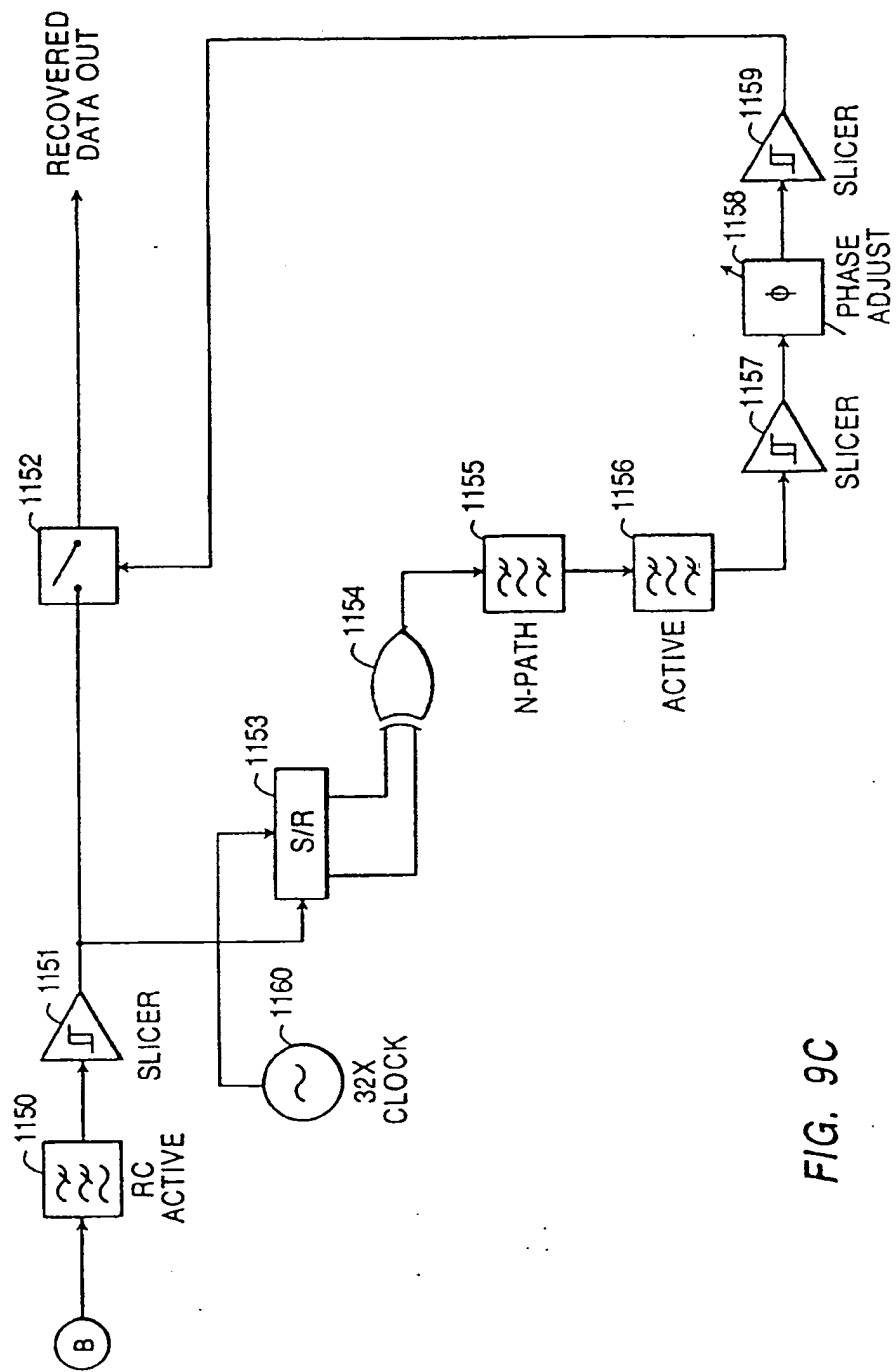 B
1150
RC
ACTIVE
1151
SLICER
1152
RECOVERED
DATA OUT
1160
32X
CLOCK
1153
S/R
1154
1155
N-PATH
1156
ACTIVE
1157
SLICER
1158
ϕ
PHASE
ADJUST
1159
SLICER
FIG. 9C